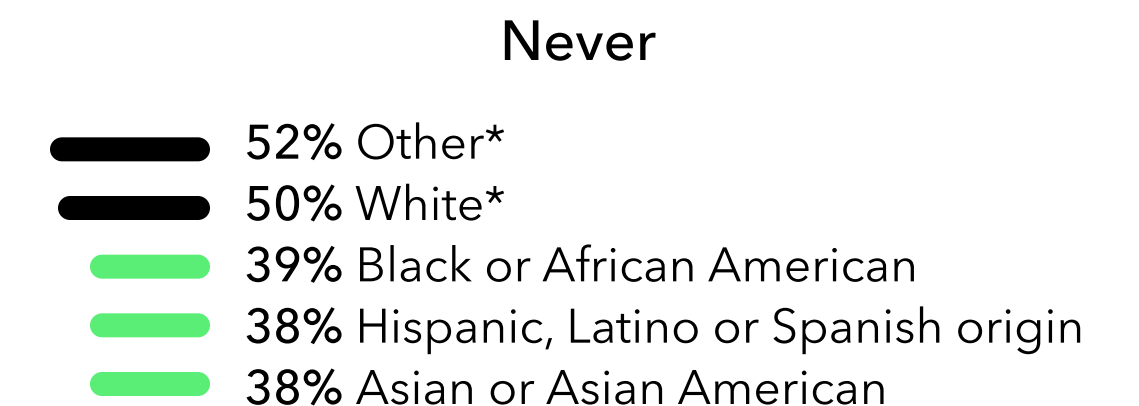 Never
52% Other*
50% White*
39% Black or African American
38% Hispanic, Latino or Spanish origin
38% Asian or Asian American